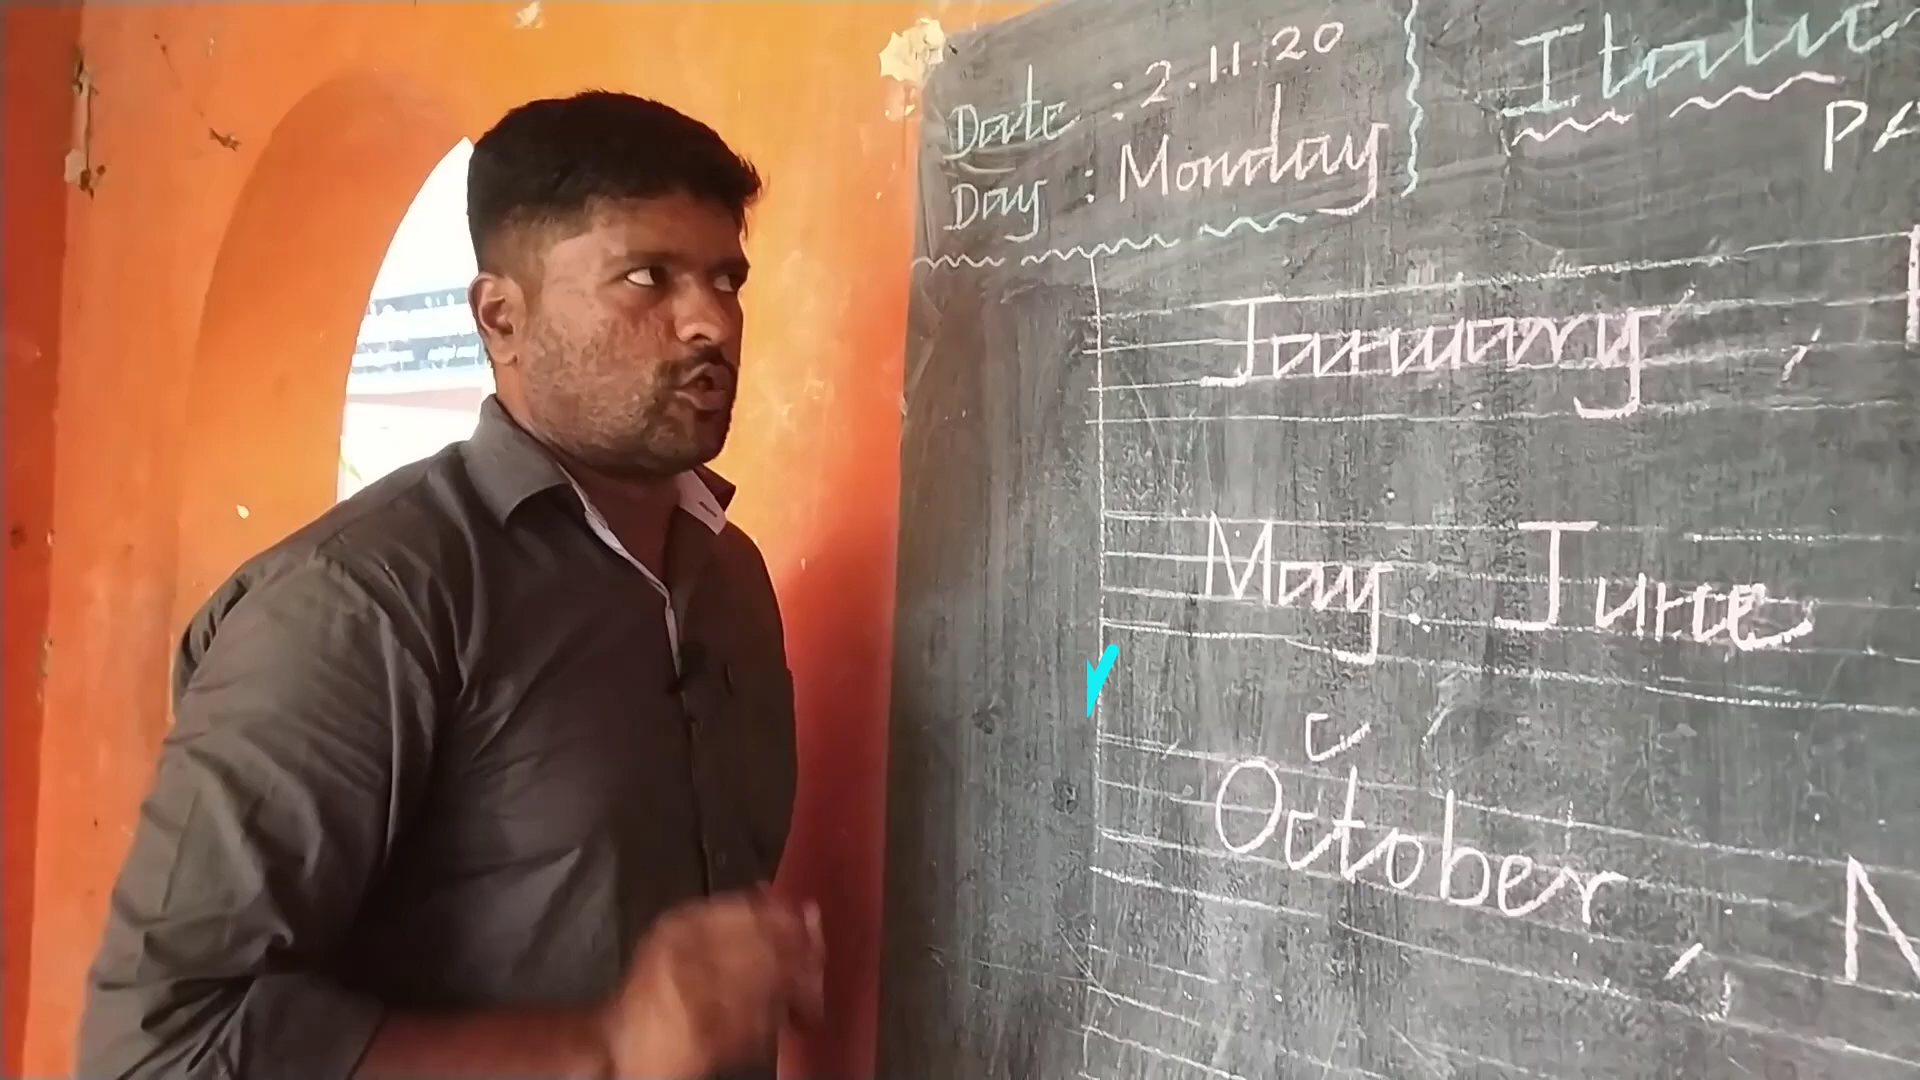 Date : 2.11.20
Day : Monday
Italic
PA
January ,
May. June
c
October ,
N